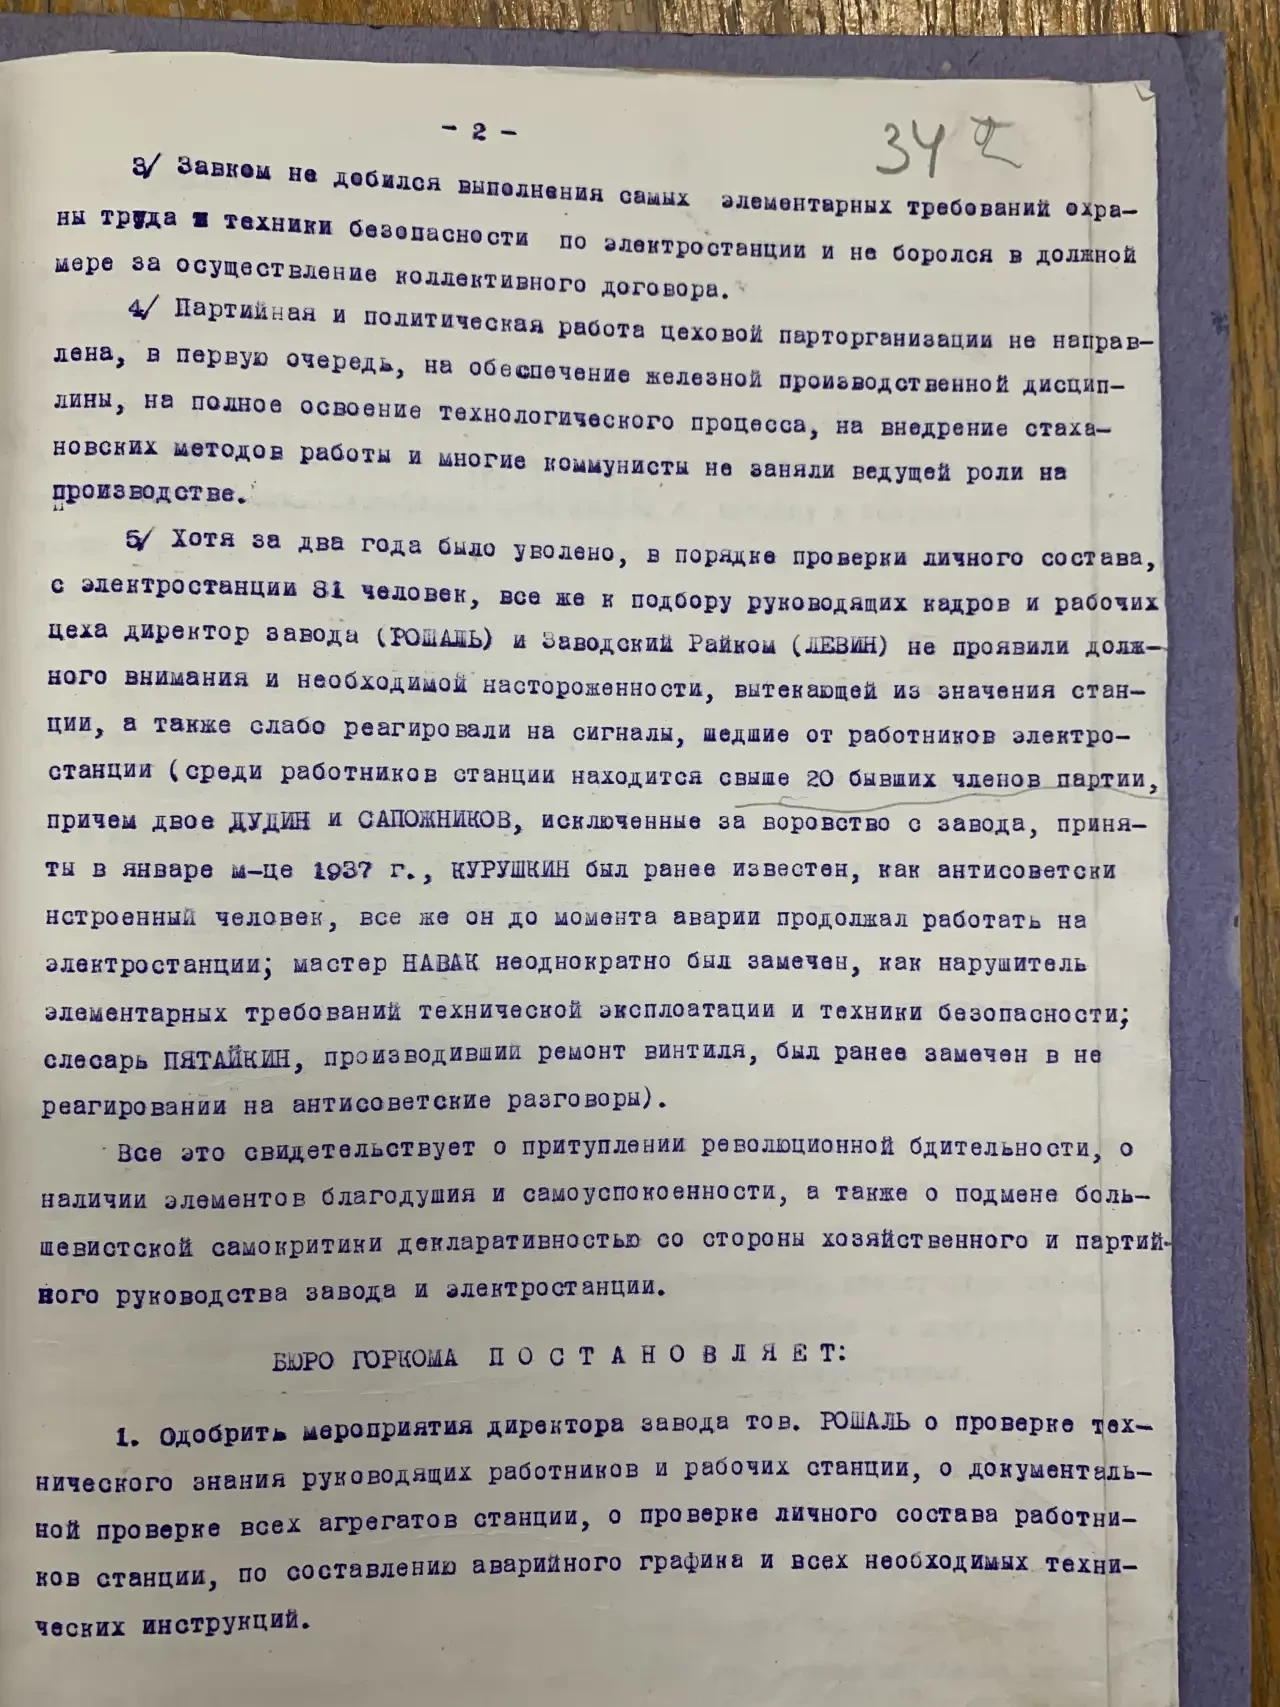 - 2 -
34
3/ Завком не добился выполнения самых элементарных требований охра-
ны труда и техники безопасности по электростанции и не боролся в должной
мере за осуществление коллективного договора.
4/ Партийная и политическая работа цеховой парторганизации не направ-
лена, в первую очередь, на обеспечение железной производственной дисцип-
лины, на полное освоение технологического процесса, на внедрение стаха-
новских методов работы и многие коммунисты не заняли ведущей роли на
производстве.
5/ Хотя за два года было уволено, в порядке проверки личного состава,
с электростанции 31 человек, все же к подбору руководящих кадров и рабочих
цеха директор завода (РОШАЛЬ) и Заводский Райком (ЛЕВИН) не проявили долж-
ного внимания и необходимой настороженности, вытекающей из значения стан-
ции, а также слабо реагировали на сигналы, шедшие от работников электро-
станции (среди работников станции находится свыше 20 бывших членов партии,
причем двое ДУДИН и САПОЖНИКОВ, исключенные за воровство с завода, приня-
ты в январе м-це 1937 г., КУРУШКИН был ранее известен, как антисоветски
нстроенный человек, все же он до момента аварии продолжал работать на
электростанции; мастер НАВАК неоднократно был замечен, как нарушитель
элементарных требований технической эксплоатации и техники безопасности;
слесарь ПЯТАЙКИН, производивший ремонт винтиля, был ранее замечен в не
реагировании на антисоветские разговоры).
Все это свидетельствует о притуплении революционной бдительности, о
наличии элементов благодушия и самоуспокоенности, а также о подмене боль-
шевистской самокритики декларативностью со стороны хозяйственного и партий-
ного руководства завода и электростанции.
БЮРО ГОРКОМА П О С Т А Н О В Л Я Е Т:
1. Одобрить мероприятия директора завода тов. РОШАЛЬ о проверке тех-
нического знания руководящих работников и рабочих станции, о документаль-
ной проверке всех агрегатов станции, о проверке личного состава работни-
ков станции, по составлению аварийного графика и всех необходимых техни-
ческих инструкций.